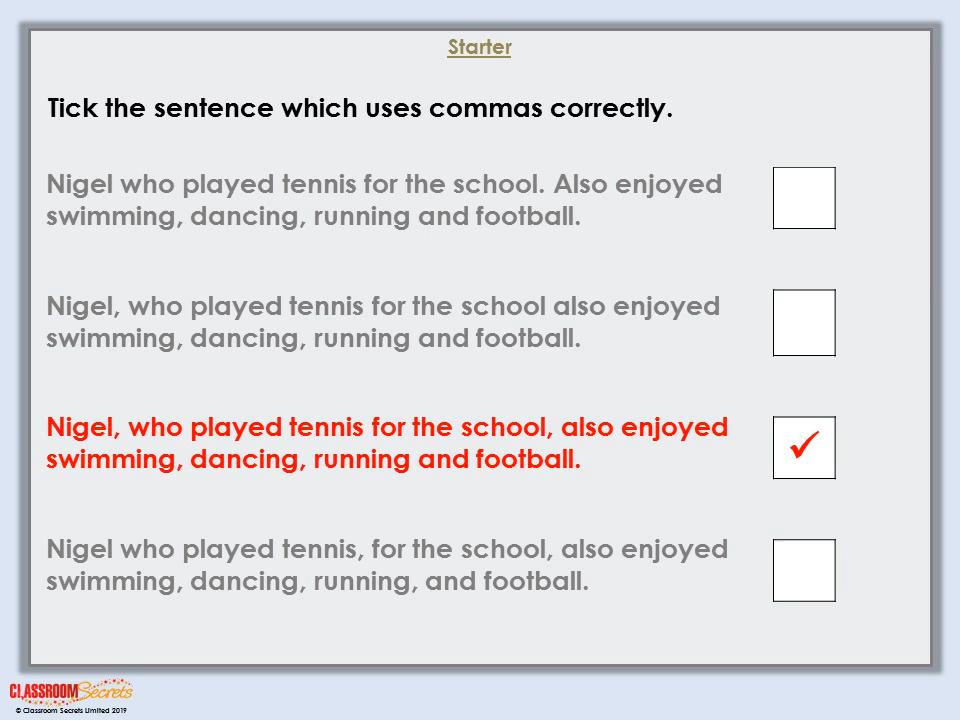 Starter
Tick the sentence which uses commas correctly.
Nigel who played tennis for the school. Also enjoyed
swimming, dancing, running and football.
Nigel, who played tennis for the school also enjoyed
swimming, dancing, running and football.
Nigel, who played tennis for the school, also enjoyed
swimming, dancing, running and football.
Nigel who played tennis, for the school, also enjoyed
swimming, dancing, running, and football.
CLASSROOM Secrets
© Classroom Secrets Limited 2019